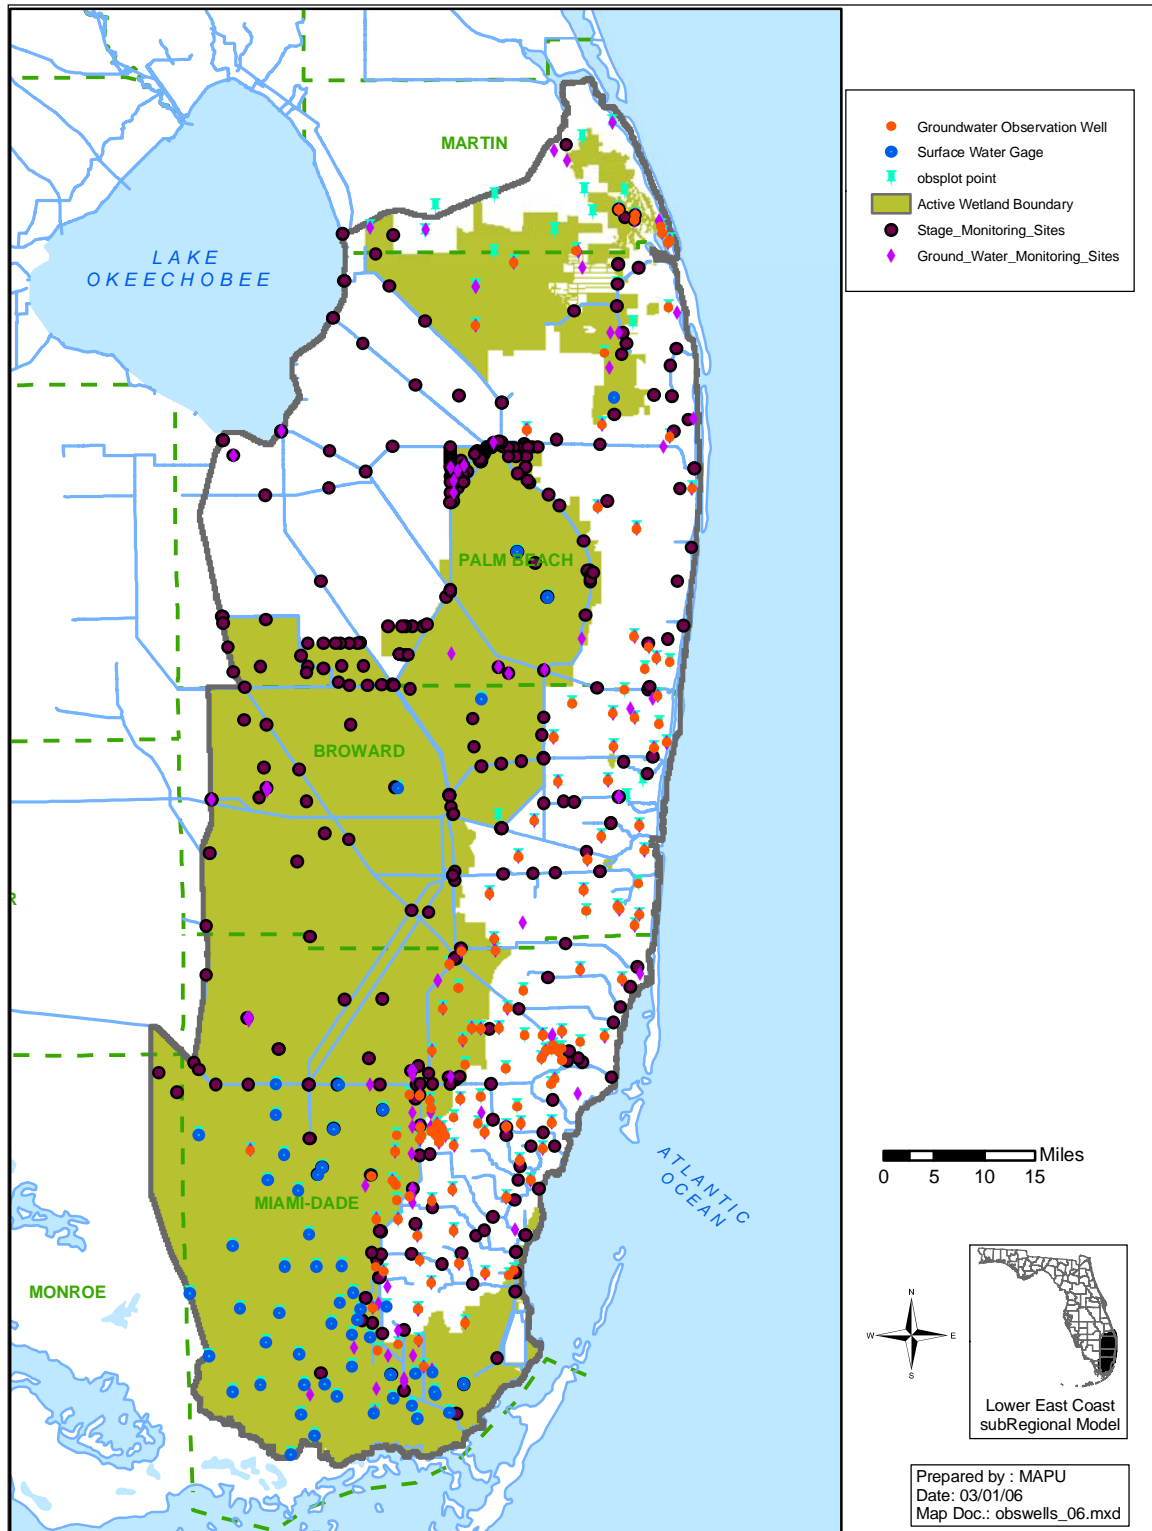 MARTIN
LAKE
OKEECHOBEE
PALM BEACH
BROWARD
R
MIAMI-DADE
MONROE
ATLANTIC
OCEAN
Groundwater Observation Well
Surface Water Gage
obsplot point
Active Wetland Boundary
Stage_Monitoring_Sites
Ground_Water_Monitoring_Sites
Miles
0 5 10 15
N
W E
S
Lower East Coast
subRegional Model
Prepared by : MAPU
Date: 03/01/06
Map Doc.: obswells_06.mxd